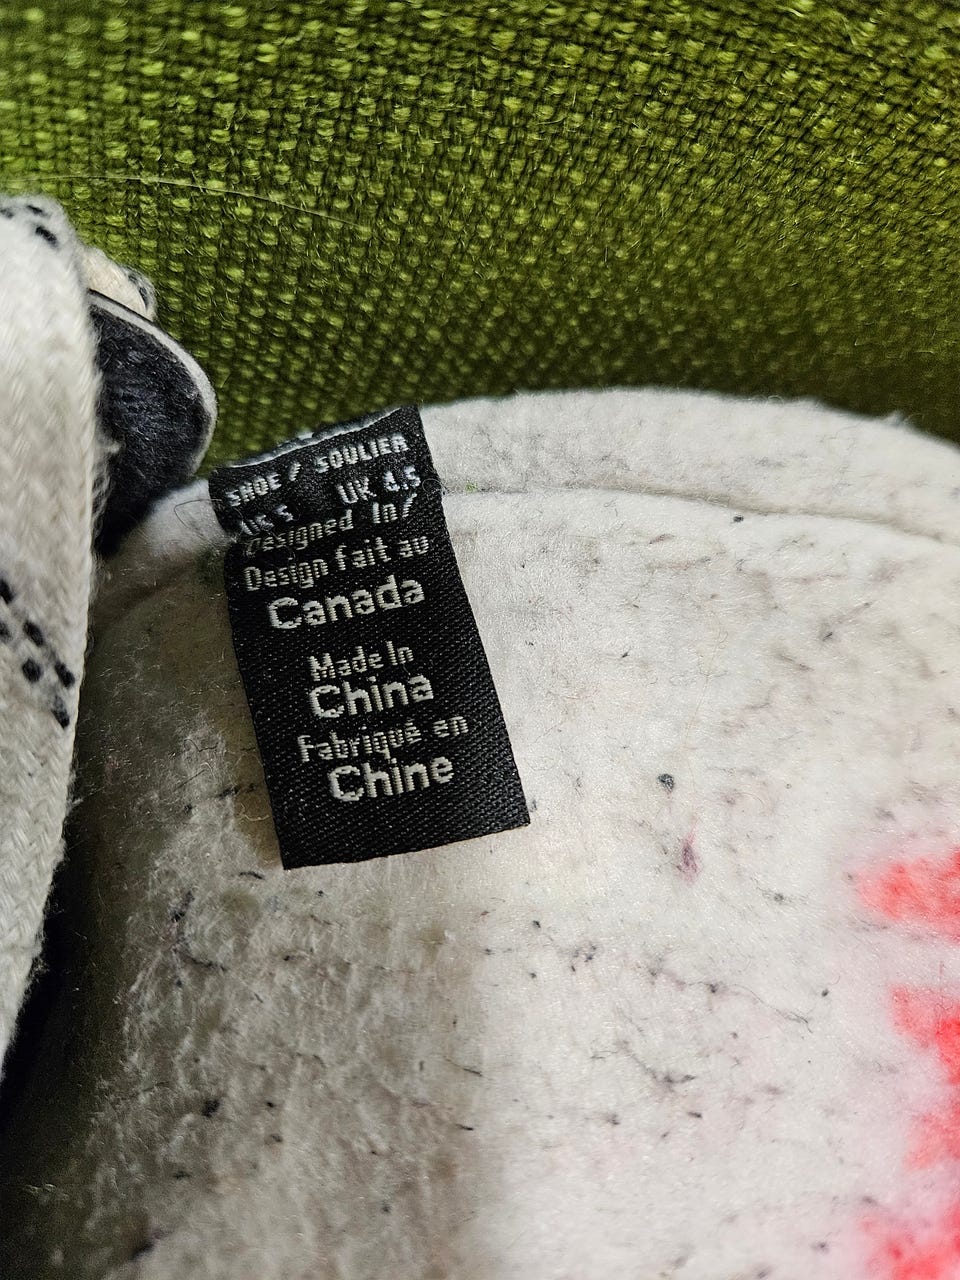 SHOE / SOULIER
US 5 UK 4.5
Designed In/
Design fait au
Canada
Made In
China
Fabriqué en
Chine